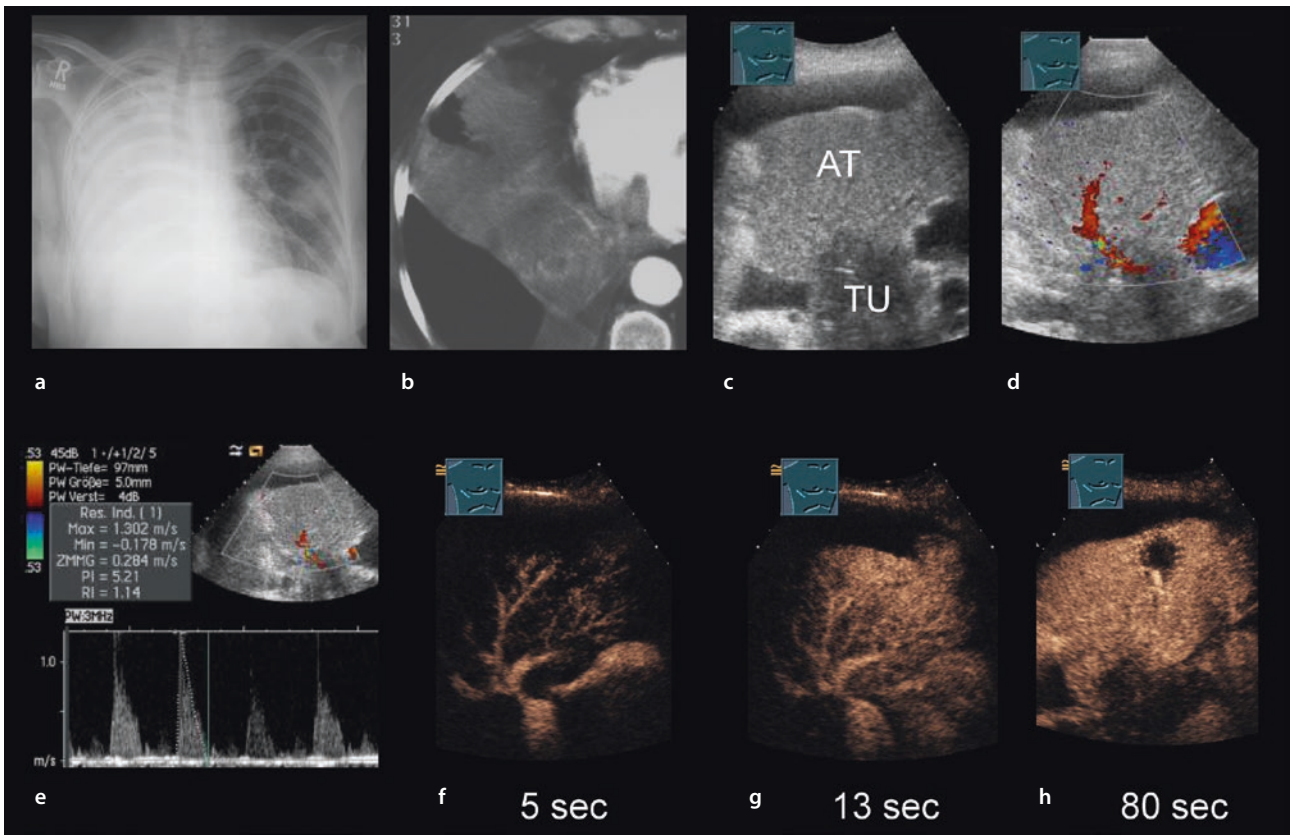 R
31
3
AT
TU
a
b
c
d
.53 45dB 1 +/+1/2/ 5
PW-Tiefe= 97mm
PW Größe= 5.0mm
PW Verst= 4dB
Res. Ind. ( 1)
Max = 1.302 m/s
Min = -0.178 m/s
ZMMG = 0.284 m/s
PI = 5.21
RI = 1.14
.53
PW:3MHz
1.0
m/s
e
f
5 sec
g
13 sec
h
80 sec